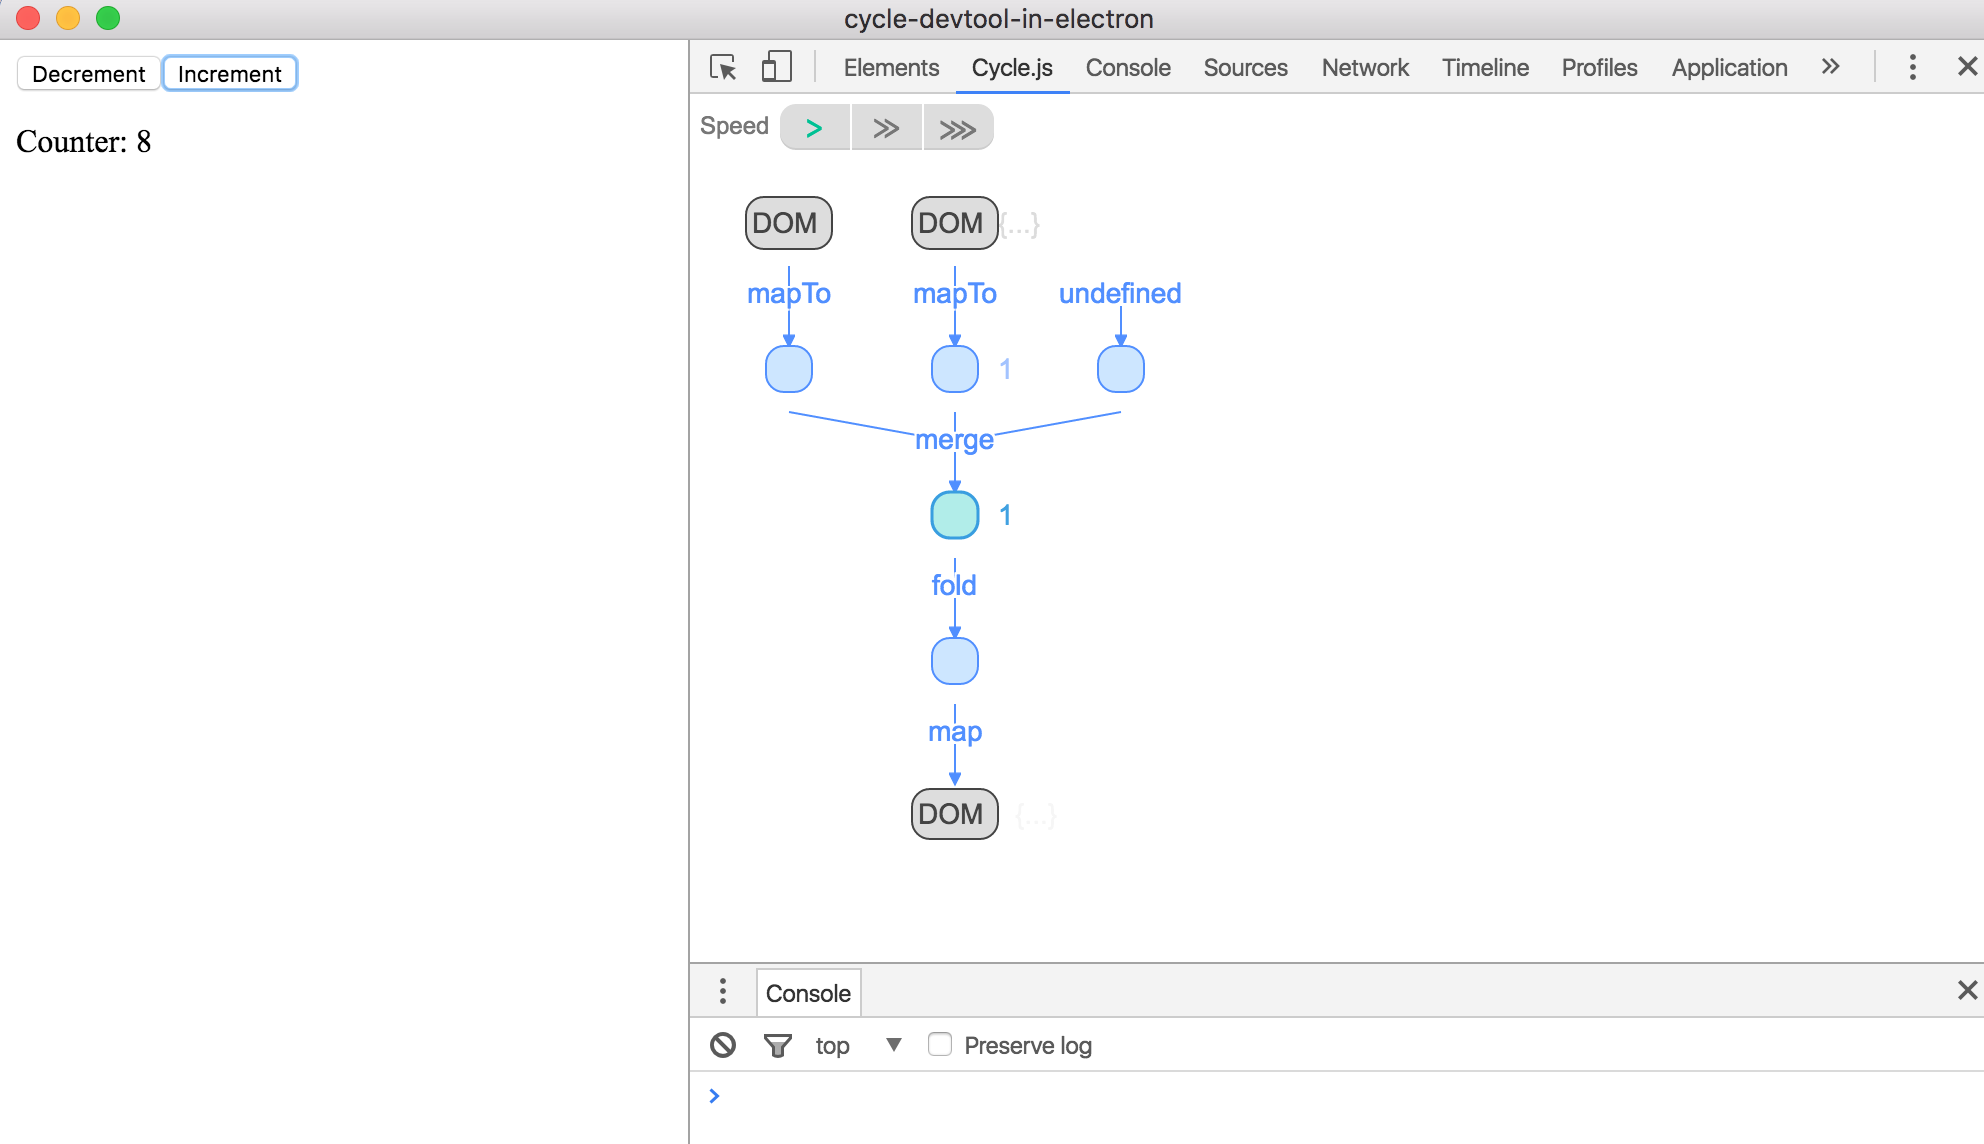 cycle-devtool-in-electron
Decrement Increment
Counter: 8
Elements Cycle.js Console Sources Network Timeline Profiles Application
Speed > >> >>>
DOM DOM {...}
mapTo mapTo undefined
1
merge
1
fold
map
DOM {...}
Console
top Preserve log
>